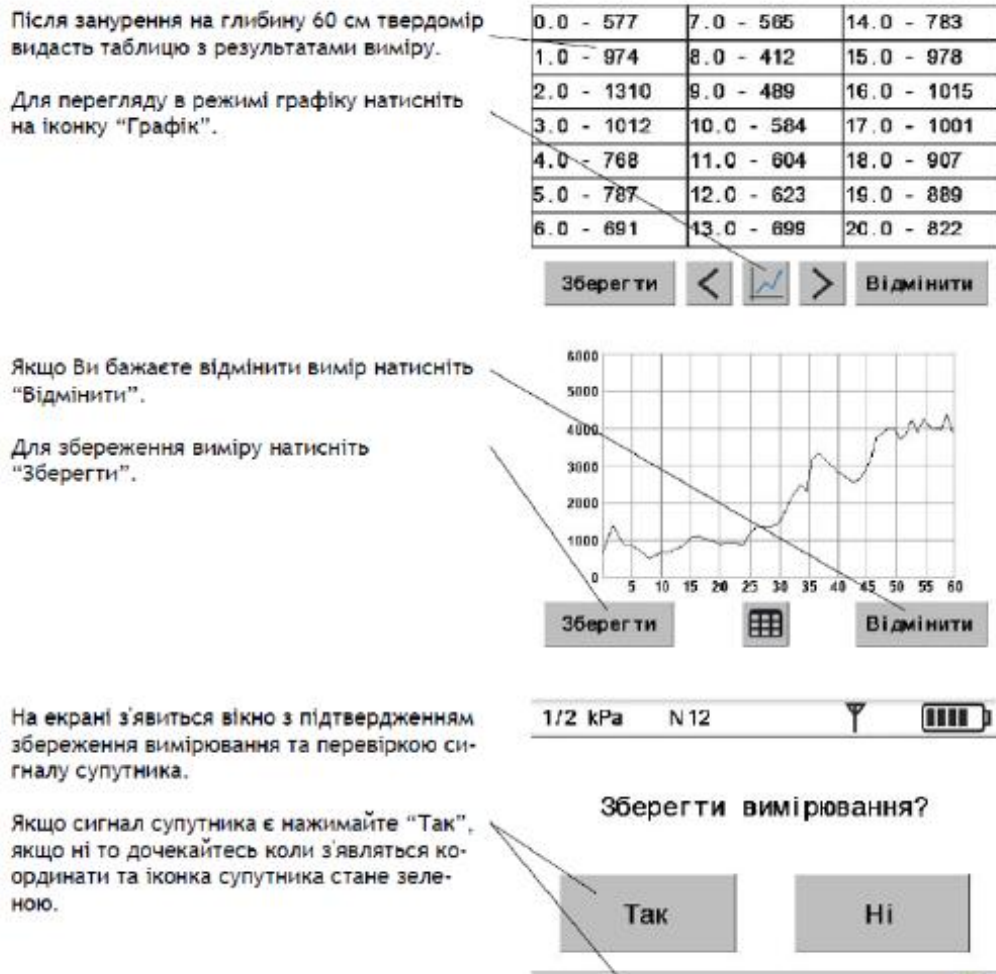 Після занурення на глибину 60 см твердомір
видасть таблицю з результатами виміру.
Для перегляду в режимі графіку натисніть
на іконку “Графік”.
0.0 - 577 7.0 - 565 14.0 - 783
1.0 - 974 8.0 - 412 15.0 - 978
2.0 - 1310 9.0 - 489 16.0 - 1015
3.0 - 1012 10.0 - 584 17.0 - 1001
4.0 - 768 11.0 - 604 18.0 - 907
5.0 - 787 12.0 - 623 19.0 - 889
6.0 - 691 13.0 - 699 20.0 - 822
Зберегти < > Відмінити
Якщо Ви бажаєте відмінити вимір натисніть
“Відмінити”.
Для збереження виміру натисніть
“Зберегти”.
6000
5000
4000
3000
2000
1000
0
5 10 15 20 25 30 35 40 45 50 55 60
Зберегти Відмінити
На екрані з'явиться вікно з підтвердженням
збереження вимірювання та перевіркою си-
гналу супутника.
Якщо сигнал супутника є нажимайте “Так”,
якщо ні то дочекайтесь коли з'являться ко-
ординати та іконка супутника стане зеле-
ною.
1/2 kPa N12
Зберегти вимірювання?
Так Ні